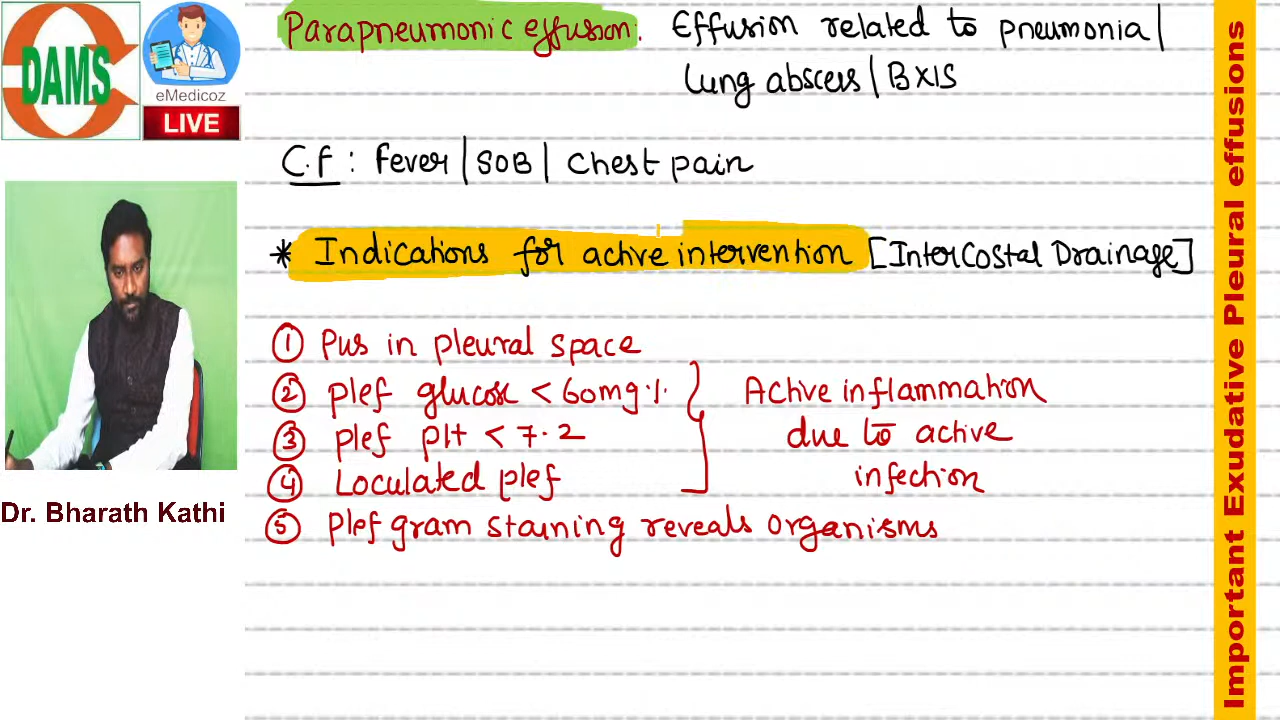 DAMS
eMedicoz
LIVE
Parapneumonic effusion: Effusion related to pneumonia|
Lung abscess | BXIS
C.F : Fever | SOB | Chest pain
* Indications for active intervention [InterCostal Drainage]
① Pus in pleural space
② plef glucose < 60mg%
③ plef pH < 7.2
④ Loculated plef
Active inflammation
due to active
infection
⑤ Plef gram staining reveals organisms
Dr. Bharath Kathi
Important Exudative Pleural effusions